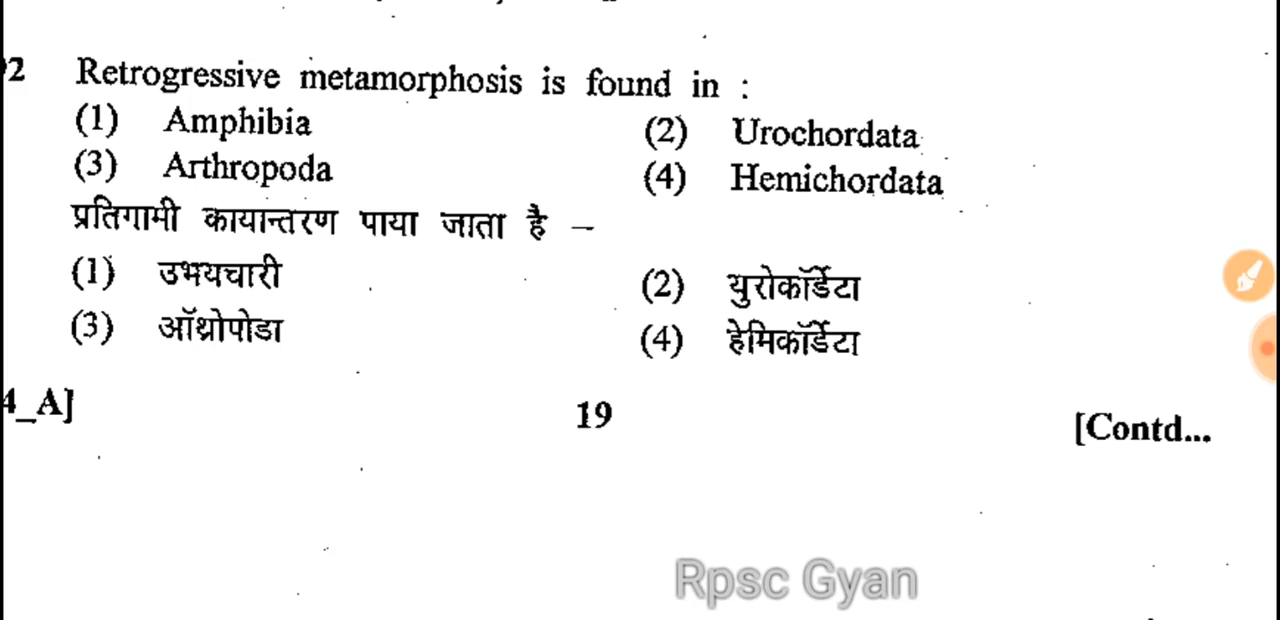 2 Retrogressive metamorphosis is found in :
(1) Amphibia (2) Urochordata
(3) Arthropoda (4) Hemichordata
प्रतिगामी कायान्तरण पाया जाता है –
(1) उभयचारी (2) युरोकॉर्डेटा
(3) ऑथ्रोपोडा (4) हेमिकॉर्डेटा
4_A] 19 [Contd...
Rpsc Gyan